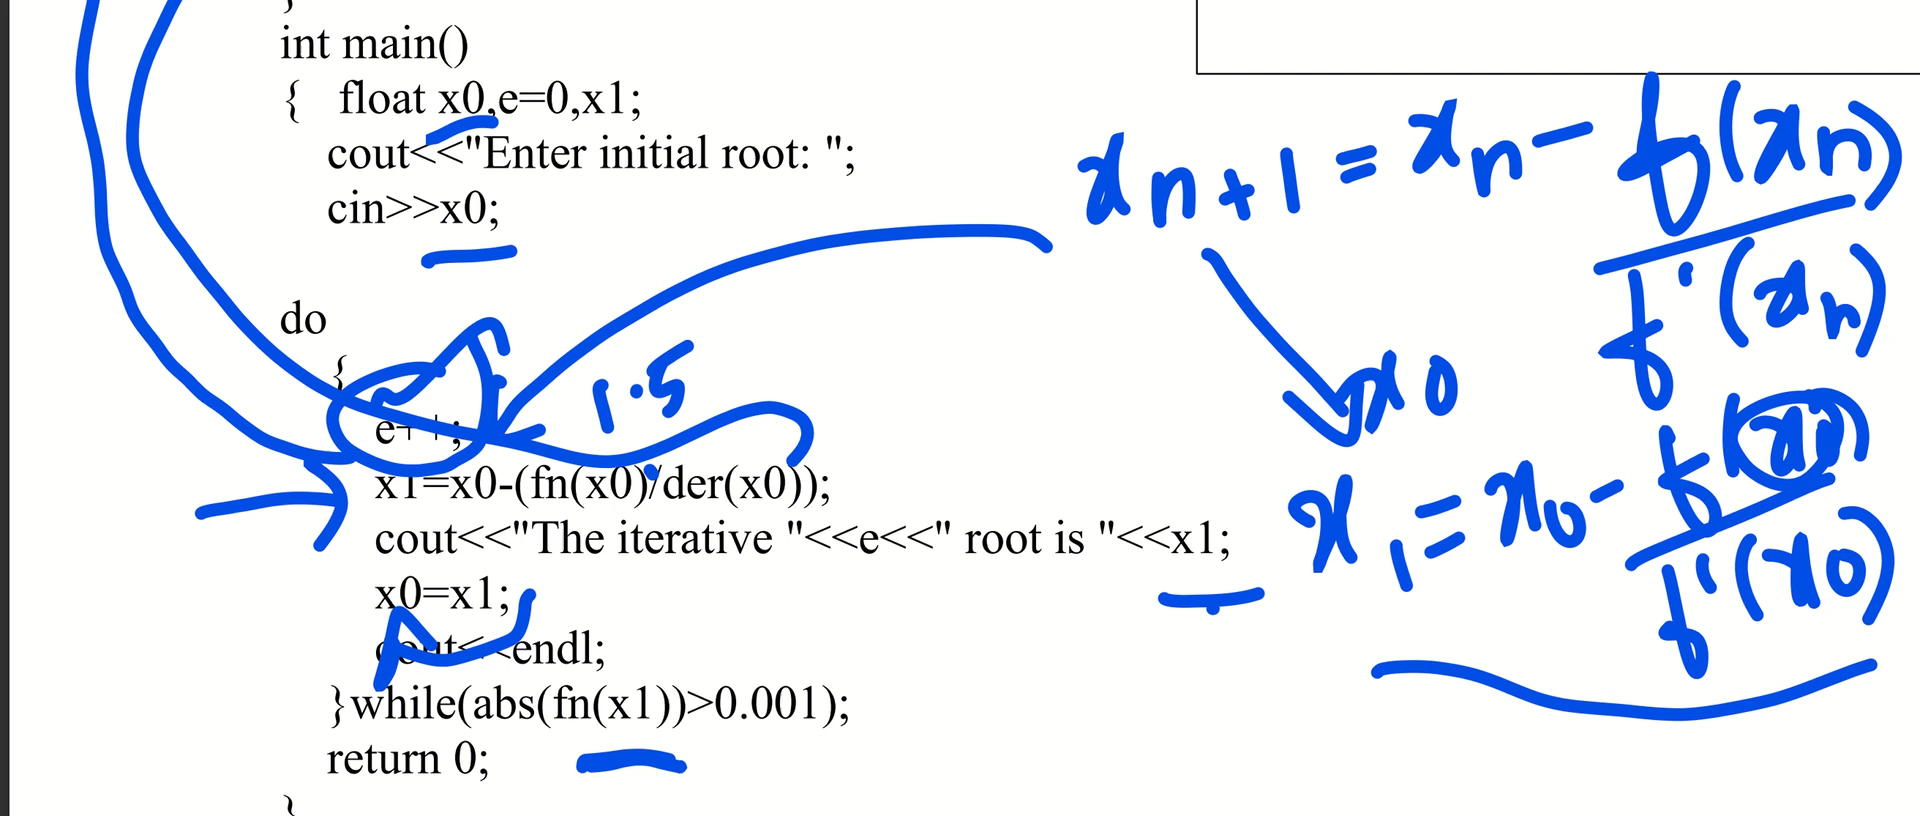 int main()
{ float x0,e=0,x1;
cout<<"Enter initial root: ";
cin>>x0;
do
{
e++;
x1=x0-(fn(x0)/der(x0));
cout<<"The iterative "<<e<<" root is "<<x1;
x0=x1;
cout<<endl;
}while(abs(fn(x1))>0.001);
return 0;
}
1.5
xn+1 = xn - f(xn)
f'(xn)
x0
x1 = x0 - f(x0)
f'(x0)